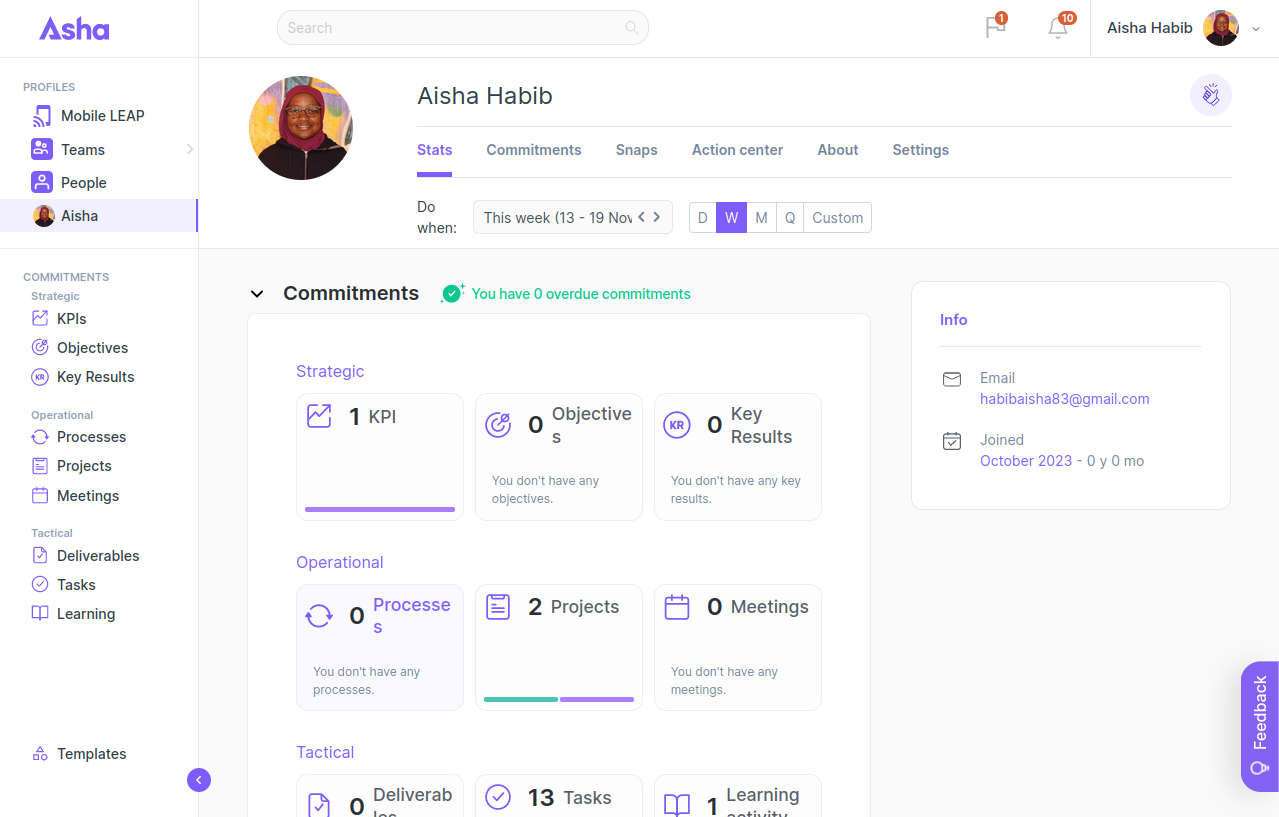 Asha
Search
1
10
Aisha Habib
PROFILES
Mobile LEAP
Teams
People
Aisha
COMMITMENTS
Strategic
KPIs
Objectives
KR
Key Results
Operational
Processes
Projects
Meetings
Tactical
Deliverables
Tasks
Learning
Templates
Aisha Habib
Stats
Commitments
Snaps
Action center
About
Settings
Do
when:
This week (13 - 19 Nov
D
W
M
Q
Custom
Commitments
You have 0 overdue commitments
Strategic
1 KPI
0 Objective
s
You don't have any
objectives.
KR
0 Key
Results
You don't have any key
results.
Operational
0 Processe
s
You don't have any
processes.
2 Projects
0 Meetings
You don't have any
meetings.
Tactical
0 Deliverab
les
13 Tasks
1 Learning
activity
Info
Email
habibaisha83@gmail.com
Joined
October 2023 - 0 y 0 mo
Feedback